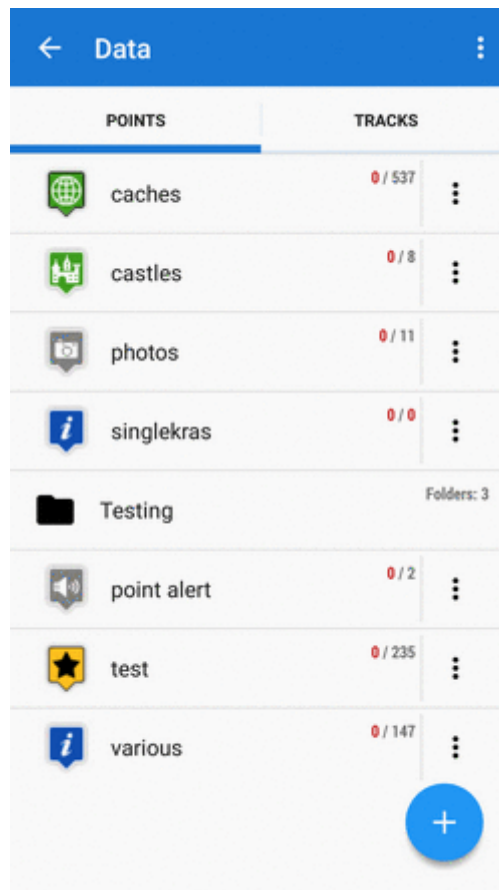 Data
POINTS TRACKS
caches 0 / 537
castles 0 / 8
photos 0 / 11
singlekras 0 / 0
Testing Folders: 3
point alert 0 / 2
test 0 / 235
various 0 / 147